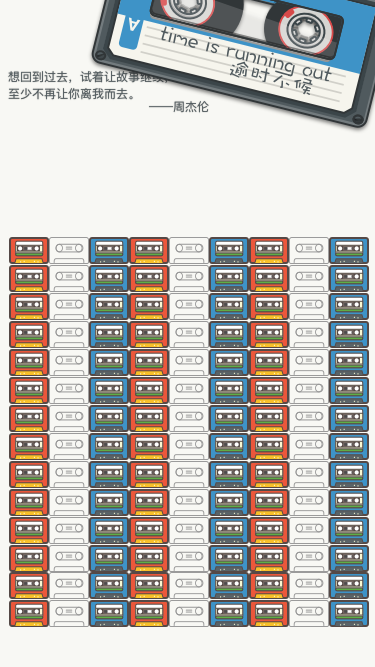 A
time is running out
逾时不候
想回到过去，试着让故事继续，
至少不再让你离我而去。
——周杰伦